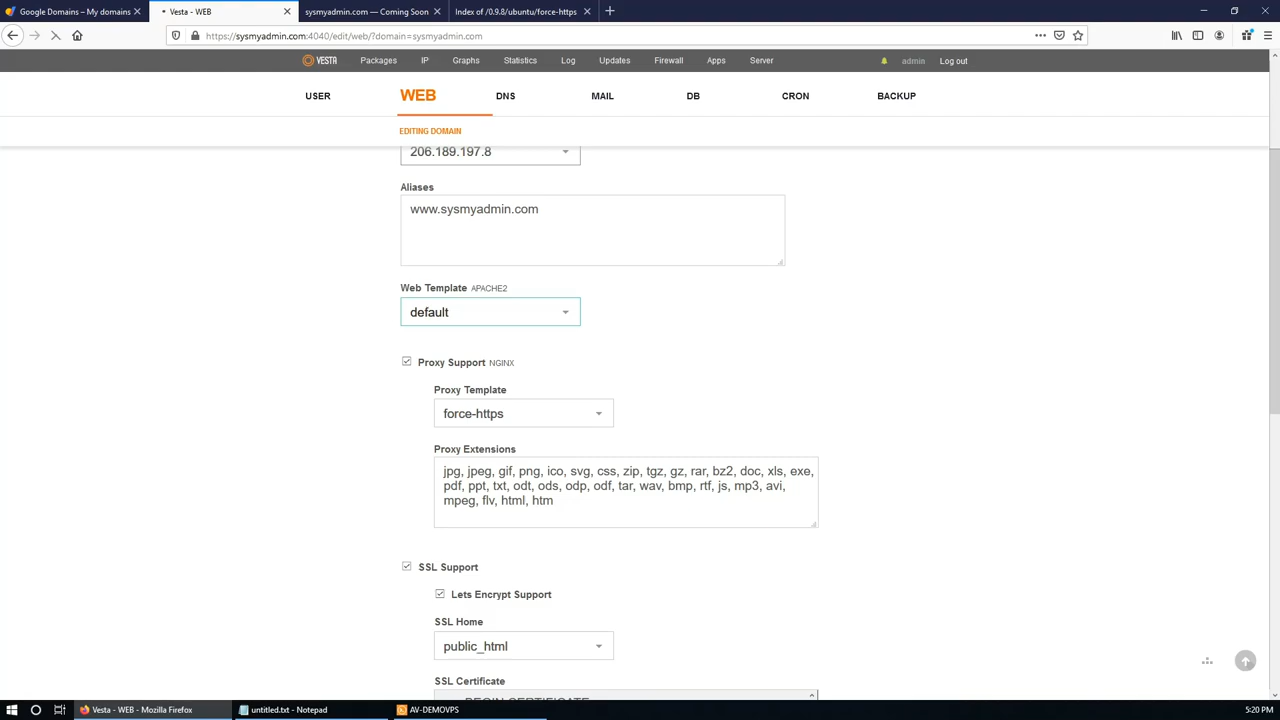 Google Domains – My domains
Vesta - WEB
sysmyadmin.com — Coming Soon
Index of /0.9.8/ubuntu/force-https
https://sysmyadmin.com:4040/edit/web/?domain=sysmyadmin.com
VESTA
Packages
IP
Graphs
Statistics
Log
Updates
Firewall
Apps
Server
admin
Log out
USER
WEB
DNS
MAIL
DB
CRON
BACKUP
EDITING DOMAIN
206.189.197.8
Aliases
www.sysmyadmin.com
Web Template APACHE2
default
Proxy Support NGINX
Proxy Template
force-https
Proxy Extensions
jpg, jpeg, gif, png, ico, svg, css, zip, tgz, gz, rar, bz2, doc, xls, exe,
pdf, ppt, txt, odt, ods, odp, odf, tar, wav, bmp, rtf, js, mp3, avi,
mpeg, flv, html, htm
SSL Support
Lets Encrypt Support
SSL Home
public_html
SSL Certificate
BEGIN CERTIFICATE
Vesta - WEB - Mozilla Firefox
untitled.txt - Notepad
AV-DEMOVPS
5:20 PM